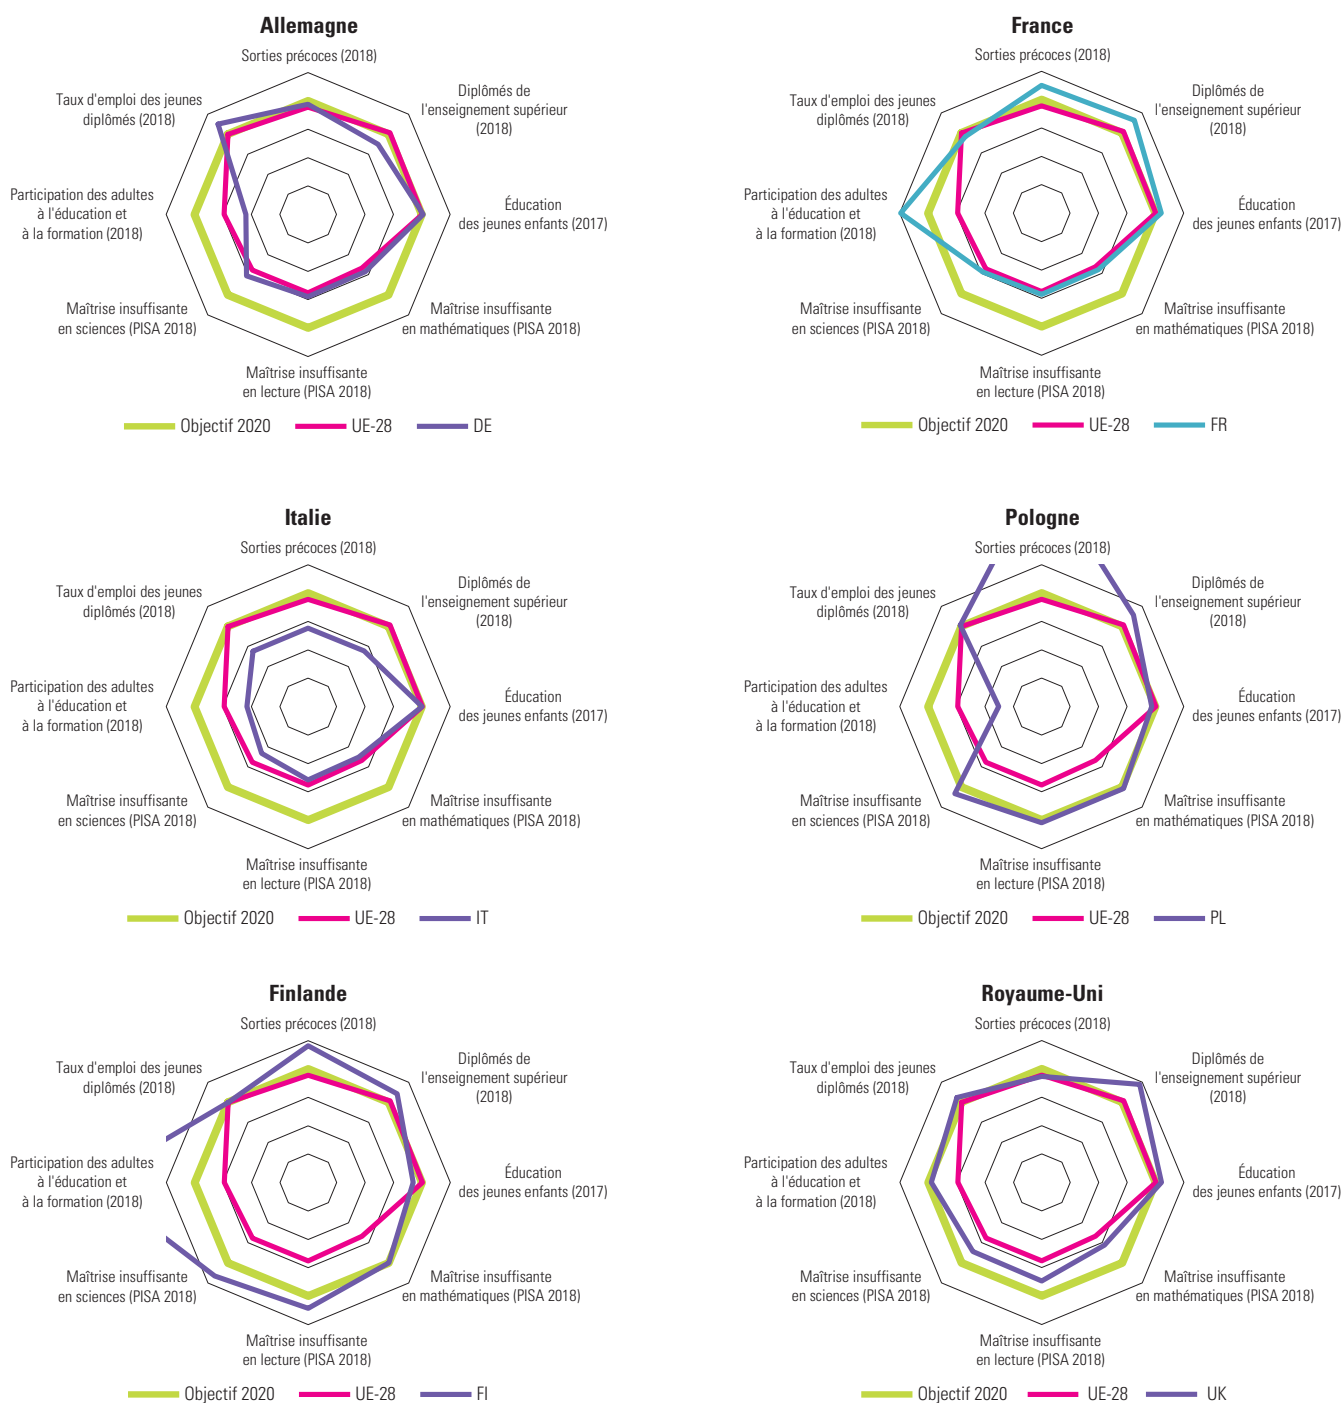 Allemagne
Sorties précoces (2018)
Diplômés de
l'enseignement supérieur
(2018)
Éducation
des jeunes enfants (2017)
Maîtrise insuffisante
en mathématiques (PISA 2018)
Maîtrise insuffisante
en lecture (PISA 2018)
Maîtrise insuffisante
en sciences (PISA 2018)
Participation des adultes
à l'éducation et
à la formation (2018)
Taux d'emploi des jeunes
diplômés (2018)
Objectif 2020 UE-28 DE
France
Sorties précoces (2018)
Diplômés de
l'enseignement supérieur
(2018)
Éducation
des jeunes enfants (2017)
Maîtrise insuffisante
en mathématiques (PISA 2018)
Maîtrise insuffisante
en lecture (PISA 2018)
Maîtrise insuffisante
en sciences (PISA 2018)
Participation des adultes
à l'éducation et
à la formation (2018)
Taux d'emploi des jeunes
diplômés (2018)
Objectif 2020 UE-28 FR
Italie
Sorties précoces (2018)
Diplômés de
l'enseignement supérieur
(2018)
Éducation
des jeunes enfants (2017)
Maîtrise insuffisante
en mathématiques (PISA 2018)
Maîtrise insuffisante
en lecture (PISA 2018)
Maîtrise insuffisante
en sciences (PISA 2018)
Participation des adultes
à l'éducation et
à la formation (2018)
Taux d'emploi des jeunes
diplômés (2018)
Objectif 2020 UE-28 IT
Pologne
Sorties précoces (2018)
Diplômés de
l'enseignement supérieur
(2018)
Éducation
des jeunes enfants (2017)
Maîtrise insuffisante
en mathématiques (PISA 2018)
Maîtrise insuffisante
en lecture (PISA 2018)
Maîtrise insuffisante
en sciences (PISA 2018)
Participation des adultes
à l'éducation et
à la formation (2018)
Taux d'emploi des jeunes
diplômés (2018)
Objectif 2020 UE-28 PL
Finlande
Sorties précoces (2018)
Diplômés de
l'enseignement supérieur
(2018)
Éducation
des jeunes enfants (2017)
Maîtrise insuffisante
en mathématiques (PISA 2018)
Maîtrise insuffisante
en lecture (PISA 2018)
Maîtrise insuffisante
en sciences (PISA 2018)
Participation des adultes
à l'éducation et
à la formation (2018)
Taux d'emploi des jeunes
diplômés (2018)
Objectif 2020 UE-28 FI
Royaume-Uni
Sorties précoces (2018)
Diplômés de
l'enseignement supérieur
(2018)
Éducation
des jeunes enfants (2017)
Maîtrise insuffisante
en mathématiques (PISA 2018)
Maîtrise insuffisante
en lecture (PISA 2018)
Maîtrise insuffisante
en sciences (PISA 2018)
Participation des adultes
à l'éducation et
à la formation (2018)
Taux d'emploi des jeunes
diplômés (2018)
Objectif 2020 UE-28 UK